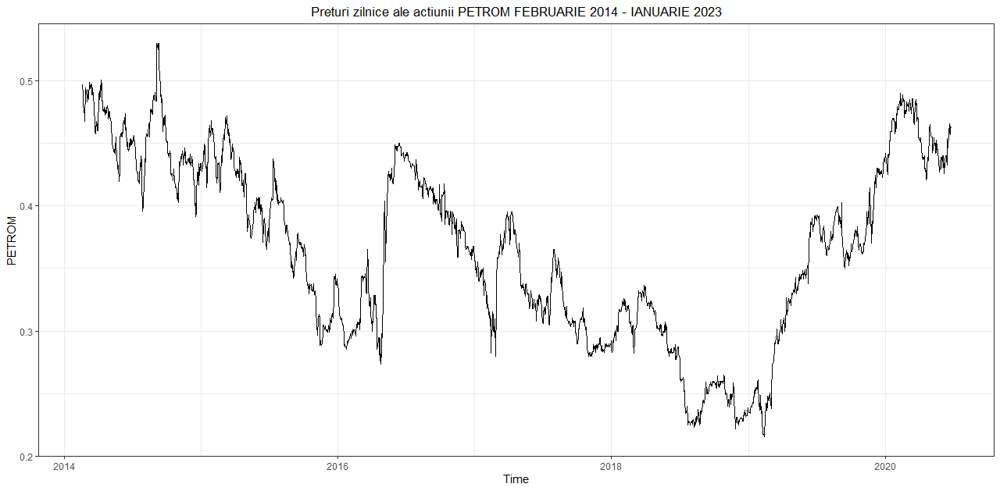 Preturi zilnice ale actiunii PETROM FEBRUARIE 2014 - IANUARIE 2023
PETROM
0.5
0.4
0.3
0.2
2014 2016 2018 2020
Time